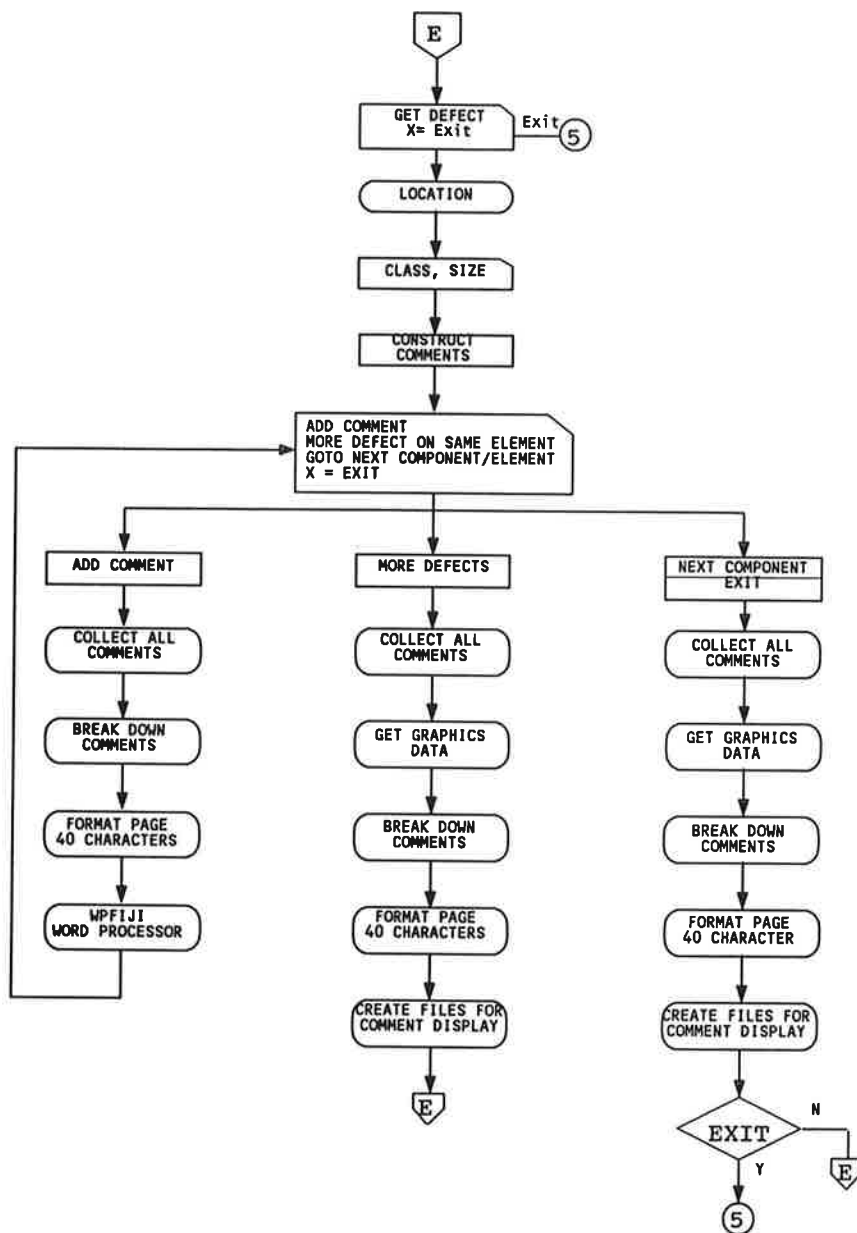 E
GET DEFECT
X= Exit
Exit
5
LOCATION
CLASS, SIZE
CONSTRUCT
COMMENTS
ADD COMMENT
MORE DEFECT ON SAME ELEMENT
GOTO NEXT COMPONENT/ELEMENT
X = EXIT
ADD COMMENT
COLLECT ALL
COMMENTS
BREAK DOWN
COMMENTS
FORMAT PAGE
40 CHARACTERS
WPFIJI
WORD PROCESSOR
MORE DEFECTS
COLLECT ALL
COMMENTS
GET GRAPHICS
DATA
BREAK DOWN
COMMENTS
FORMAT PAGE
40 CHARACTERS
CREATE FILES FOR
COMMENT DISPLAY
E
NEXT COMPONENT
EXIT
COLLECT ALL
COMMENTS
GET GRAPHICS
DATA
BREAK DOWN
COMMENTS
FORMAT PAGE
40 CHARACTER
CREATE FILES FOR
COMMENT DISPLAY
EXIT
N
E
Y
5